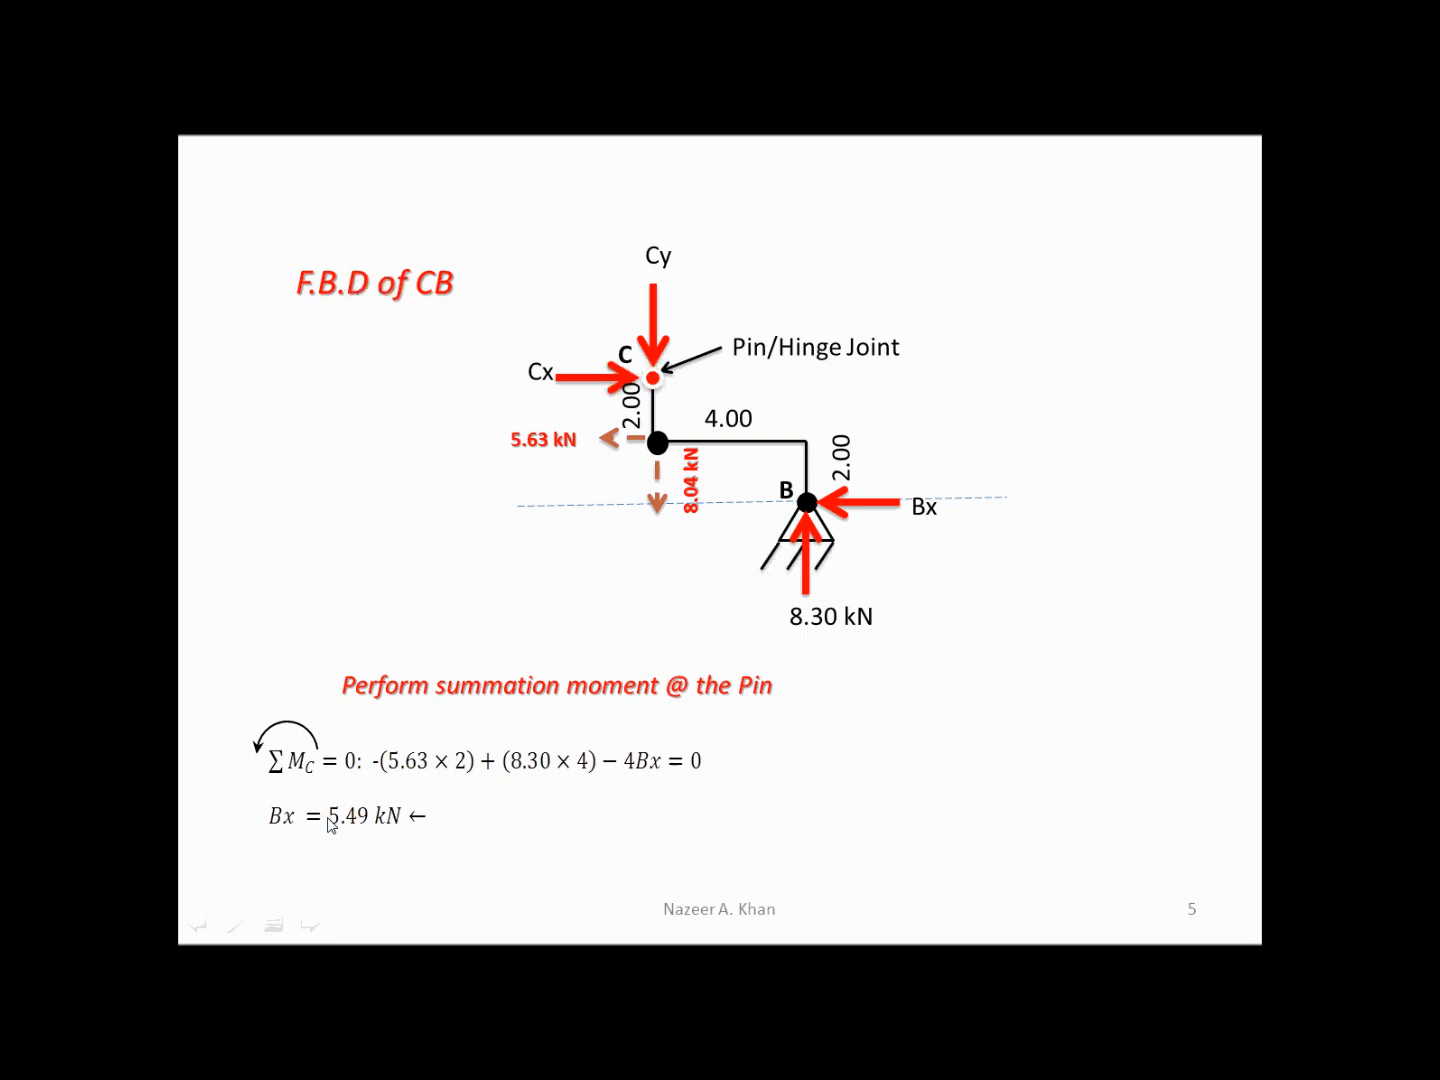 Cy
F.B.D of CB
C
Pin/Hinge Joint
Cx
2.00
4.00
5.63 kN
8.04 kN
2.00
B
Bx
8.30 kN
Perform summation moment @ the Pin
∑ M_C = 0: -(5.63 × 2) + (8.30 × 4) − 4Bx = 0
Bx = 5.49 kN ←
Nazeer A. Khan
5